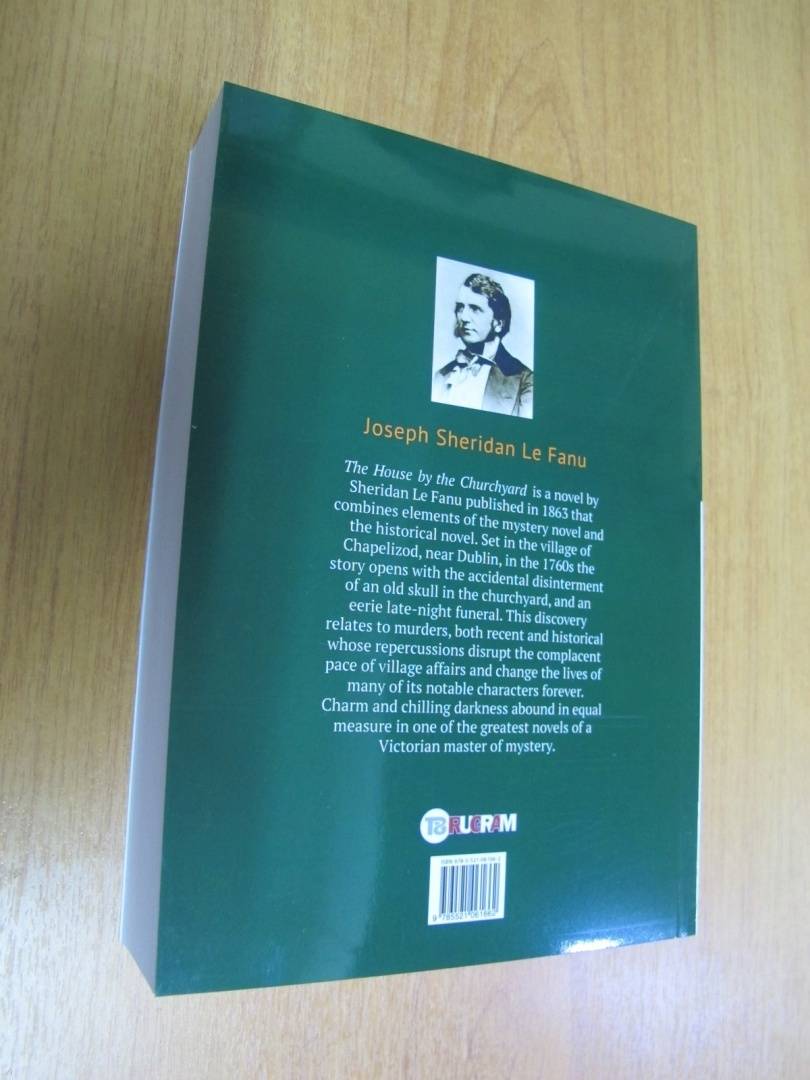 Joseph Sheridan Le Fanu
The House by the Churchyard is a novel by
Sheridan Le Fanu published in 1863 that
combines elements of the mystery novel and
the historical novel. Set in the village of
Chapelizod, near Dublin, in the 1760s the
story opens with the accidental disinterment
of an old skull in the churchyard, and an
eerie late-night funeral. This discovery
relates to murders, both recent and historical
whose repercussions disrupt the complacent
pace of village affairs and change the lives of
many of its notable characters forever.
Charm and chilling darkness abound in equal
measure in one of the greatest novels of a
Victorian master of mystery.
RUGRAM
9 785521 061662